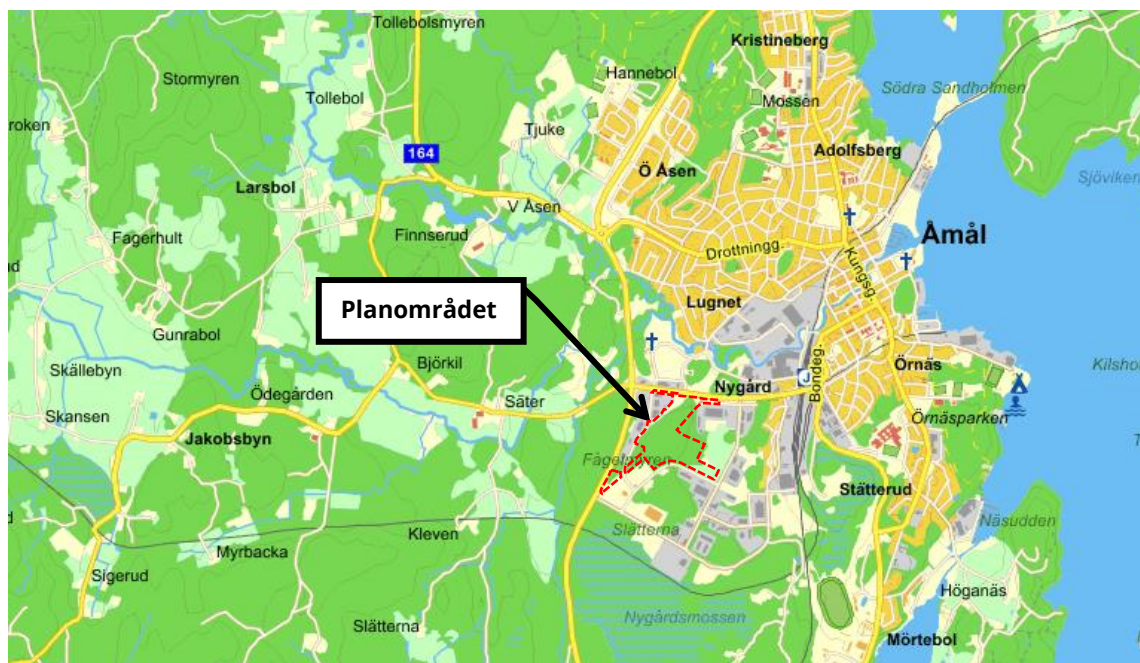 Tollebolsmyren
Kristineberg
Hannebol
Stormyren
Södra Sandholmen
Tollebol
Mossen
roken
Tjuke
164
Adolfsberg
Ö Åsen
Sjöviken
Larsbol
V Åsen
Fagerhult
Finnserud
Drottningg.
Åmål
Kungsg.
ud
Planområdet
Lugnet
Gunrabol
Björkil
Skällebyn
Nygård
J
Bondeg.
Örnäs
Kilsho
Ödegården
Säter
Skansen
Örnäsparken
Jakobsbyn
Fågelmyren
T
Stätterud
d
Slätterna
Näsudden
Kleven
Myrbacka
Sigerud
Höganäs
Nygårdsmossen
Slätterna
Mörtebol